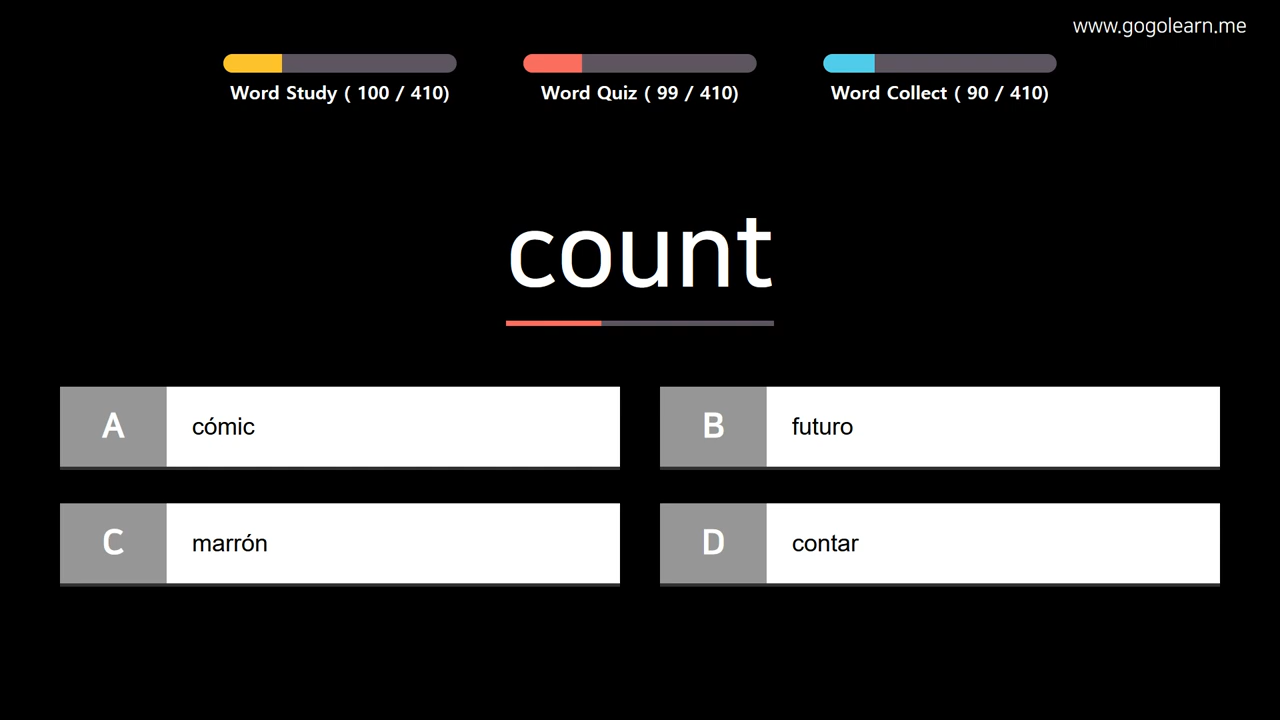 www.gogolearn.me
Word Study ( 100 / 410)
Word Quiz ( 99 / 410)
Word Collect ( 90 / 410)
count
A cómic
B futuro
C marrón
D contar